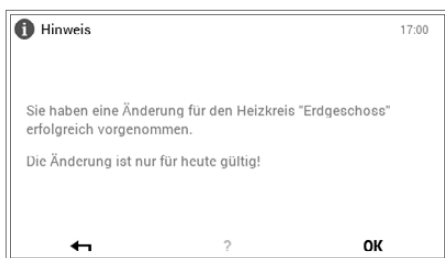 Hinweis 17:00
Sie haben eine Änderung für den Heizkreis "Erdgeschoss"
erfolgreich vorgenommen.
Die Änderung ist nur für heute gültig!
? OK